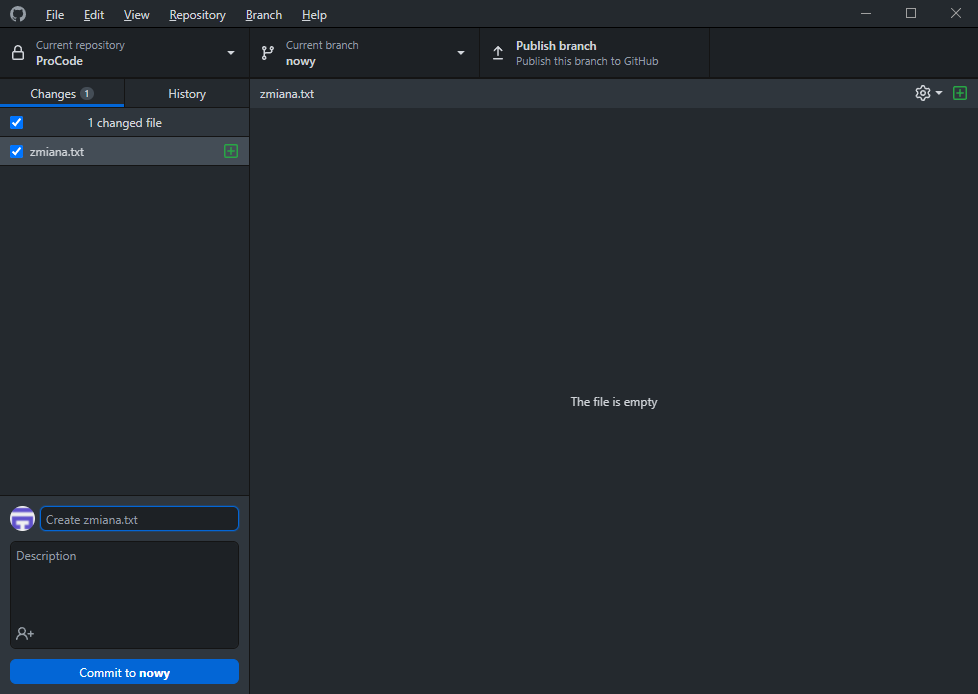 File Edit View Repository Branch Help
Current repository
ProCode
Current branch
nowy
Publish branch
Publish this branch to GitHub
Changes 1 History
zmiana.txt
1 changed file
zmiana.txt
The file is empty
Create zmiana.txt
Description
Commit to nowy